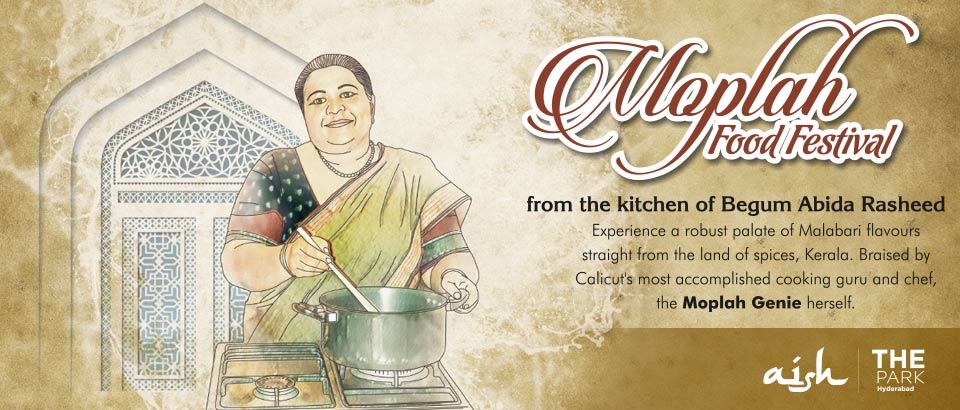 Moplah
Food Festival
from the kitchen of Begum Abida Rasheed
Experience a robust palate of Malabari flavours
straight from the land of spices, Kerala. Braised by
Calicut's most accomplished cooking guru and chef,
the Moplah Genie herself.
aish
THE
PARK
Hyderabad